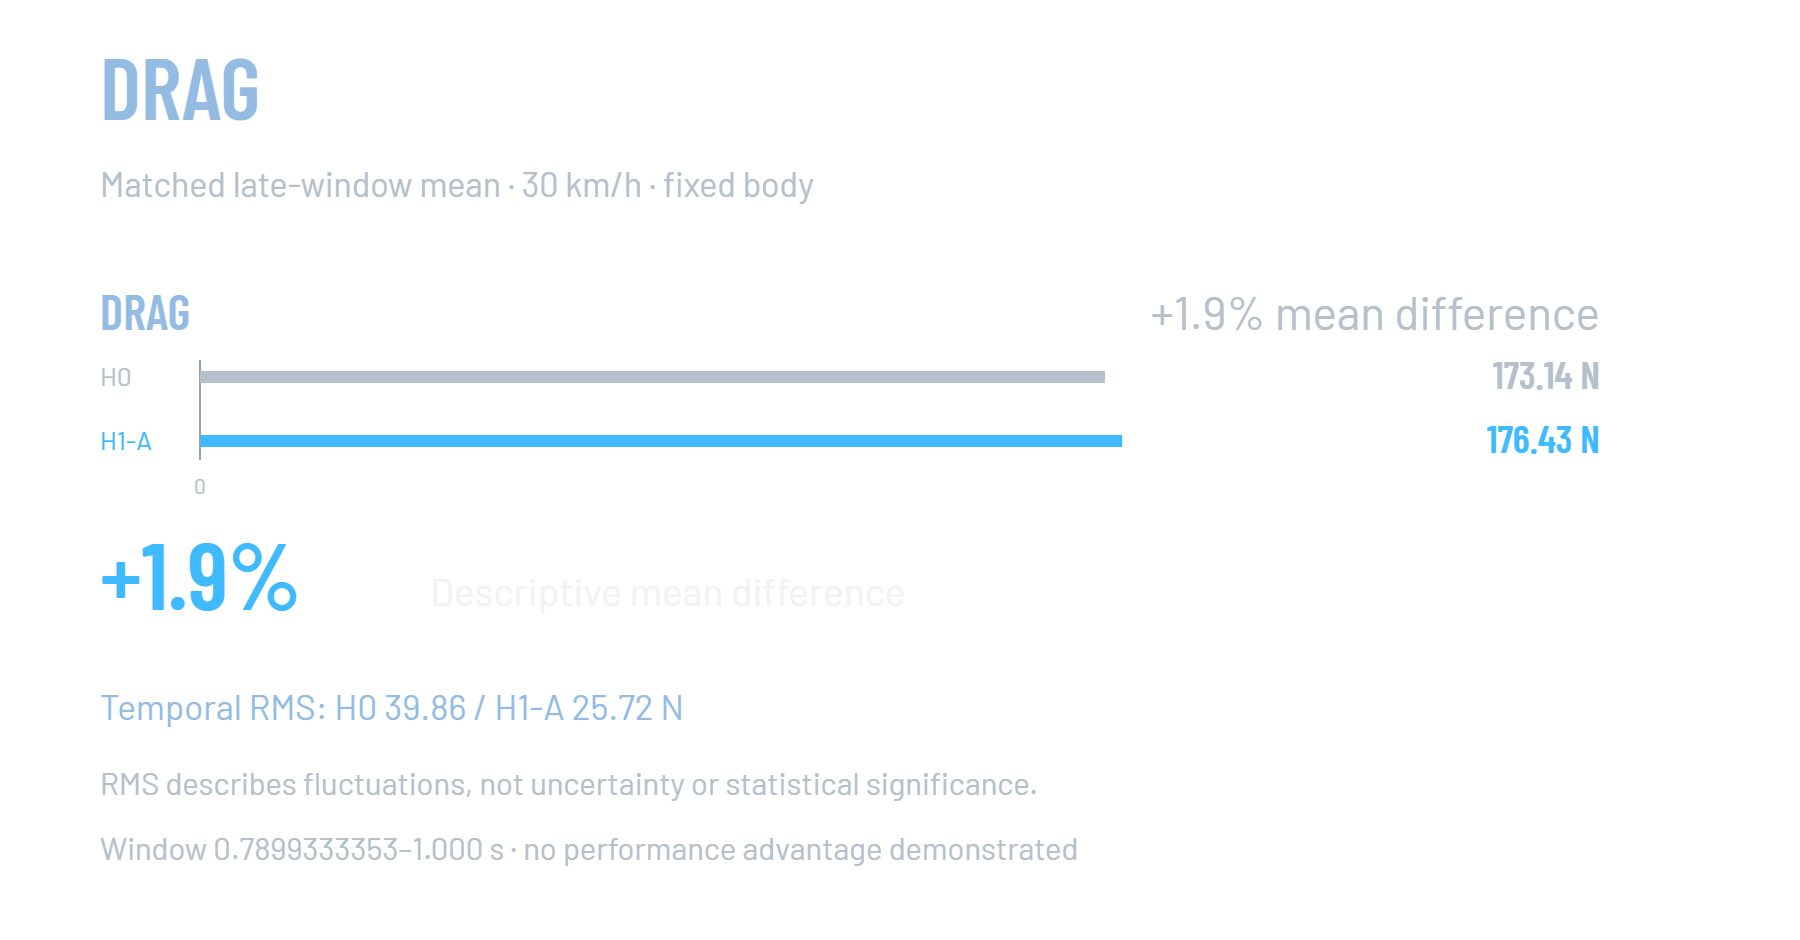 DRAG
Matched late-window mean · 30 km/h · fixed body
DRAG
+1.9% mean difference
H0
173.14 N
H1-A
176.43 N
0
+1.9%
Descriptive mean difference
Temporal RMS: H0 39.86 / H1-A 25.72 N
RMS describes fluctuations, not uncertainty or statistical significance.
Window 0.7899333353–1.000 s · no performance advantage demonstrated